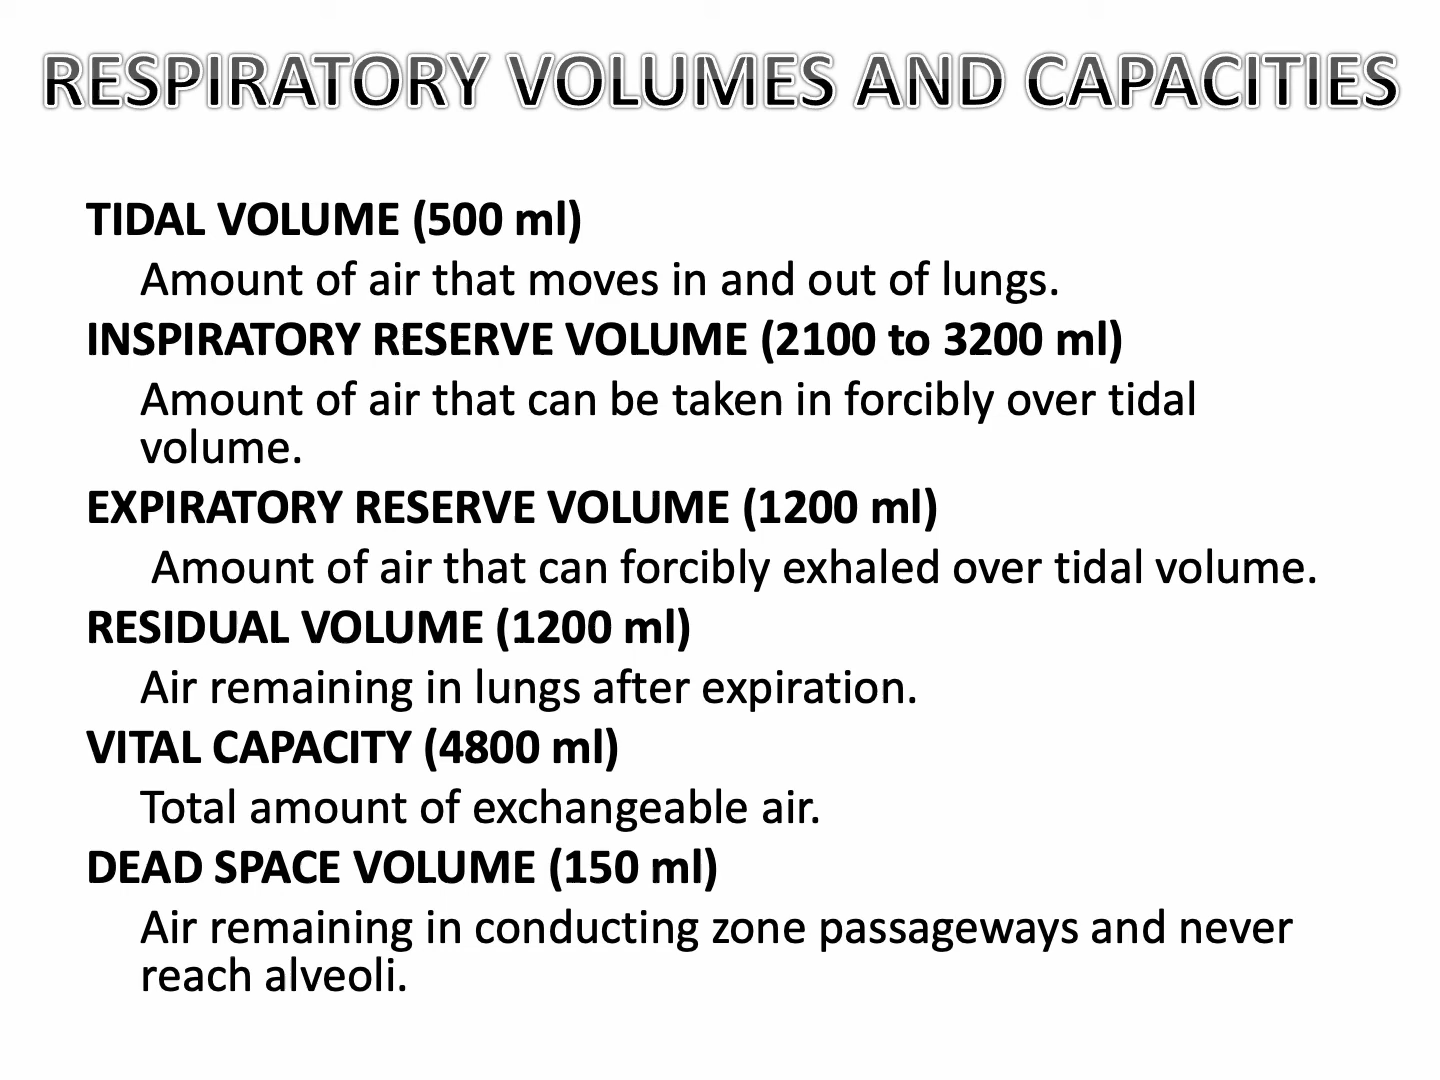 RESPIRATORY VOLUMES AND CAPACITIES
TIDAL VOLUME (500 ml)
Amount of air that moves in and out of lungs.
INSPIRATORY RESERVE VOLUME (2100 to 3200 ml)
Amount of air that can be taken in forcibly over tidal
volume.
EXPIRATORY RESERVE VOLUME (1200 ml)
Amount of air that can forcibly exhaled over tidal volume.
RESIDUAL VOLUME (1200 ml)
Air remaining in lungs after expiration.
VITAL CAPACITY (4800 ml)
Total amount of exchangeable air.
DEAD SPACE VOLUME (150 ml)
Air remaining in conducting zone passageways and never
reach alveoli.